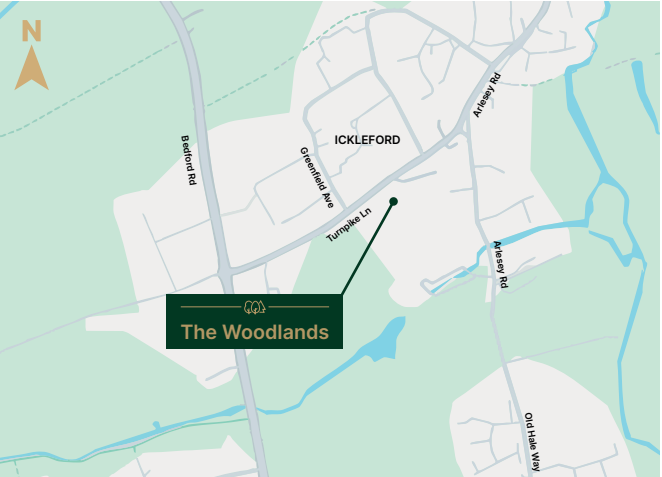 N
Arlesey Rd
ICKLEFORD
Bedford Rd
Greenfield Ave
Turnpike Ln
Arlesey Rd
The Woodlands
Old Hale Way